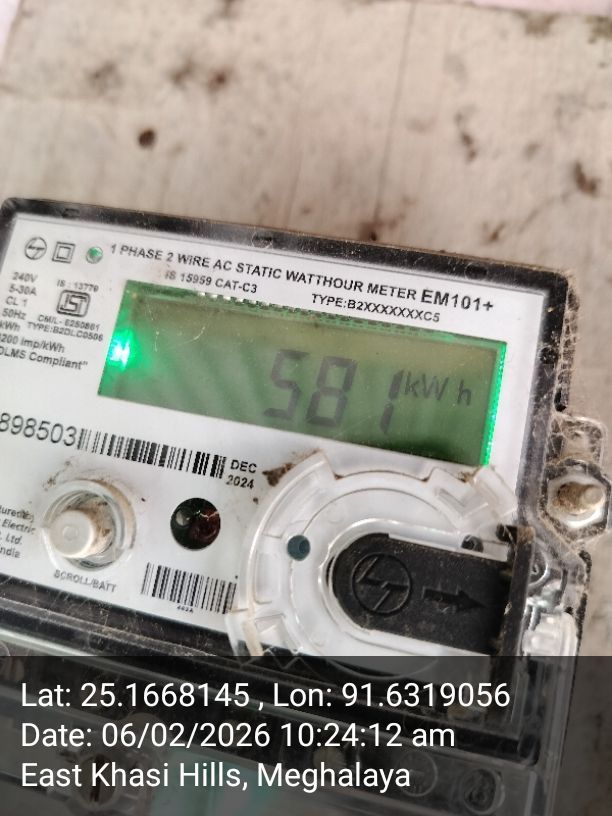 1 PHASE 2 WIRE AC STATIC WATTHOUR METER EM101+
IS 15959 CAT-C3
TYPE:B2XXXXXXXC5
240V
IS : 13779
5-30A
CL 1
50Hz
kWh
TYPE:B2DLC0506
200 imp/kWh
DLMS Compliant"
581 kWh
898503
DEC
2024
Electric
Ltd.
SCROLL/BATT
Lat: 25.1668145 , Lon: 91.6319056
Date: 06/02/2026 10:24:12 am
East Khasi Hills, Meghalaya